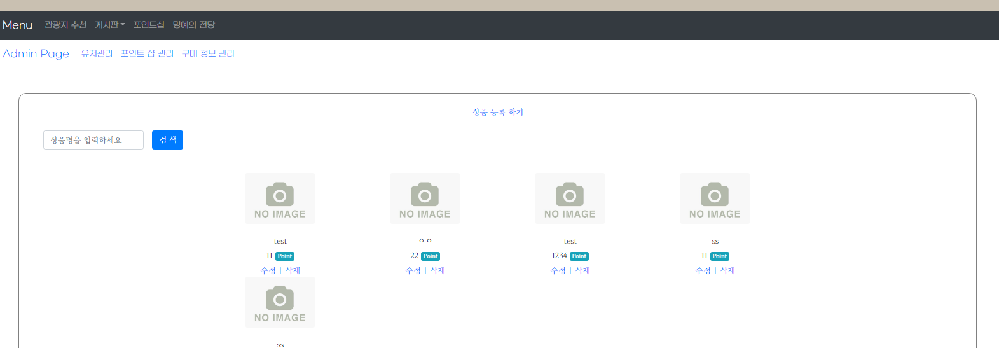 Menu 관광지 추천 게시판 포인트샵 명예의 전당
Admin Page 유저관리 포인트 샵 관리 구매 정보 관리
상품 등록 하기
상품명을 입력하세요 검 색
NO IMAGE NO IMAGE NO IMAGE NO IMAGE
test ㅇㅇ test ss
11 Point 22 Point 1234 Point 11 Point
수정 | 삭제 수정 | 삭제 수정 | 삭제 수정 | 삭제
NO IMAGE
ss